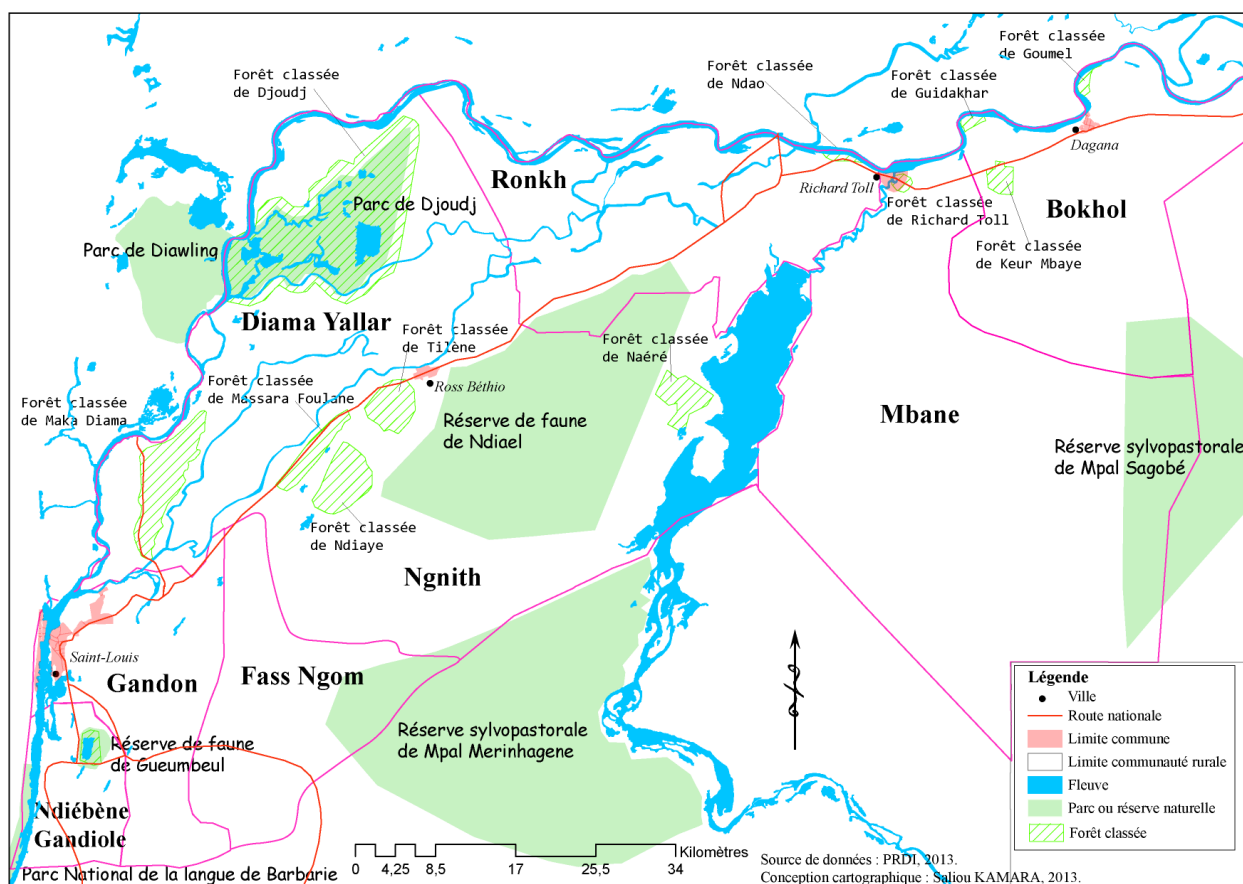 Forêt classée
de Goumel
Forêt classée
de Djoudj
Forêt classée
de Ndao
Forêt classée
de Guidakhar
Dagana
Ronkh
Richard Toll
Parc de Djoudj
Forêt classée
de Richard Toll
Bokhol
Parc de Diawling
Forêt classée
de Keur Mbaye
Diama Yallar
Forêt classée
de Tilène
Forêt classée
de Naéré
Forêt classée
de Massara Foulane
Ross Béthio
Forêt classée
de Maka Diama
Réserve de faune
de Ndiael
Mbane
Réserve sylvopastorale
de Mpal Sagobé
Forêt classée
de Ndiaye
Ngnith
Saint-Louis
Gandon
Fass Ngom
Réserve sylvopastorale
de Mpal Merinhagene
Réserve de faune
de Gueumbeul
Ndiébène
Gandiole
Parc National de la langue de Barbarie
Kilomètres
0 4,25 8,5 17 25,5 34
Légende
Ville
Route nationale
Limite commune
Limite communauté rurale
Fleuve
Parc ou réserve naturelle
Forêt classée
Source de données : PRDI, 2013.
Conception cartographique : Saliou KAMARA, 2013.